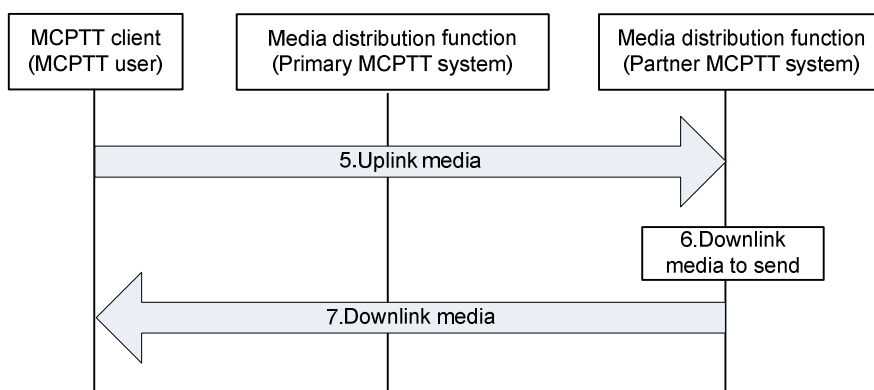 MCPTT client
(MCPTT user)
Media distribution function
(Primary MCPTT system)
Media distribution function
(Partner MCPTT system)
5.Uplink media
6.Downlink
media to send
7.Downlink media